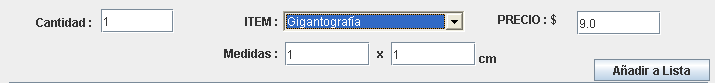 Cantidad : 1 ITEM : Gigantografía PRECIO : $ 9.0
Medidas : 1 x 1 cm
Añadir a Lista